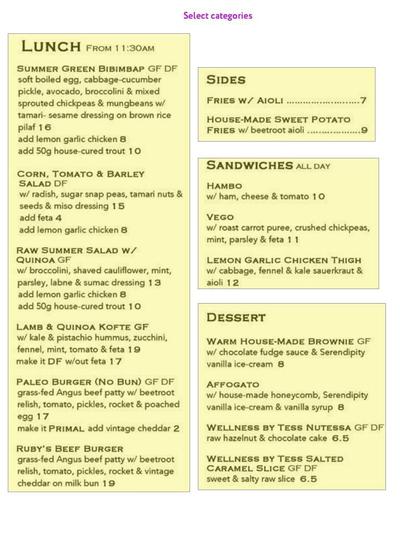 Select categories
LUNCH FROM 11:30AM
SUMMER GREEN BIBIMBAP GF DF
soft boiled egg, cabbage-cucumber
pickle, avocado, broccolini & mixed
sprouted chickpeas & mungbeans w/
tamari- sesame dressing on brown rice
pilaf 16
add lemon garlic chicken 8
add 50g house-cured trout 10
CORN, TOMATO & BARLEY
SALAD DF
w/ radish, sugar snap peas, tamari nuts &
seeds & miso dressing 15
add feta 4
add lemon garlic chicken 8
RAW SUMMER SALAD W/
QUINOA GF
w/ broccolini, shaved cauliflower, mint,
parsley, labne & sumac dressing 13
add lemon garlic chicken 8
add 50g house-cured trout 10
LAMB & QUINOA KOFTE GF
w/ kale & pistachio hummus, zucchini,
fennel, mint, tomato & feta 19
make it DF w/out feta 17
PALEO BURGER (NO BUN) GF DF
grass-fed Angus beef patty w/ beetroot
relish, tomato, pickles, rocket & poached
egg 17
make it PRIMAL add vintage cheddar 2
RUBY'S BEEF BURGER
grass-fed Angus beef patty w/ beetroot
relish, tomato, pickles, rocket & vintage
cheddar on milk bun 19
SIDES
FRIES W/ AIOLI ..........................7
HOUSE-MADE SWEET POTATO
FRIES w/ beetroot aioli ...................9
SANDWICHES ALL DAY
HAMBO
w/ ham, cheese & tomato 10
VEGO
w/ roast carrot puree, crushed chickpeas,
mint, parsley & feta 11
LEMON GARLIC CHICKEN THIGH
w/ cabbage, fennel & kale sauerkraut &
aioli 12
DESSERT
WARM HOUSE-MADE BROWNIE GF
w/ chocolate fudge sauce & Serendipity
vanilla ice-cream 8
AFFOGATO
w/ house-made honeycomb, Serendipity
vanilla ice-cream & vanilla syrup 8
WELLNESS BY TESS NUTESSA GF DF
raw hazelnut & chocolate cake 6.5
WELLNESS BY TESS SALTED
CARAMEL SLICE GF DF
sweet & salty raw slice 6.5